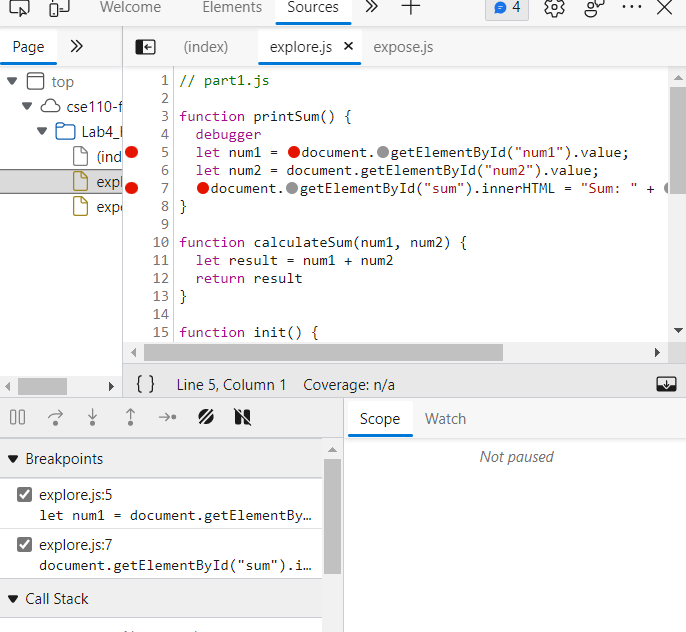 Welcome Elements Sources 4
Page (index) explore.js expose.js
top
cse110-f
Lab4_
(ind
expl
expo
1 // part1.js
2
3 function printSum() {
4 debugger
5 let num1 = document.getElementById("num1").value;
6 let num2 = document.getElementById("num2").value;
7 document.getElementById("sum").innerHTML = "Sum: " +
8 }
9
10 function calculateSum(num1, num2) {
11 let result = num1 + num2
12 return result
13 }
14
15 function init() {
{ } Line 5, Column 1 Coverage: n/a
Scope Watch
Not paused
Breakpoints
explore.js:5
let num1 = document.getElementBy…
explore.js:7
document.getElementById("sum").i…
Call Stack